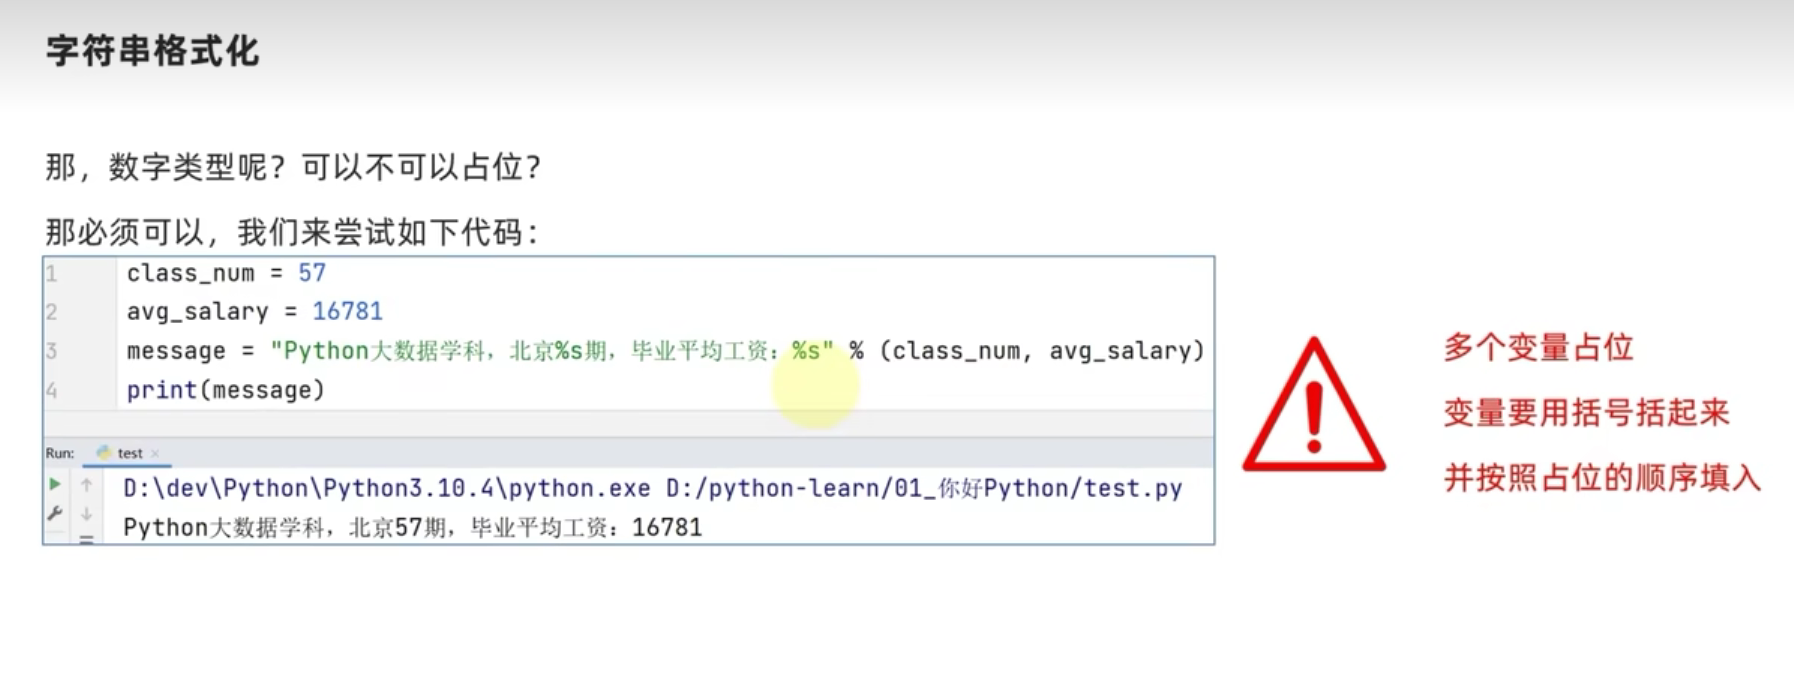 字符串格式化
那，数字类型呢？可以不可以占位？
那必须可以，我们来尝试如下代码：
1 class_num = 57
2 avg_salary = 16781
3 message = "Python大数据学科，北京%s期，毕业平均工资：%s" % (class_num, avg_salary)
4 print(message)
Run: test ×
D:\dev\Python\Python3.10.4\python.exe D:/python-learn/01_你好Python/test.py
Python大数据学科，北京57期，毕业平均工资：16781
多个变量占位
变量要用括号括起来
并按照占位的顺序填入